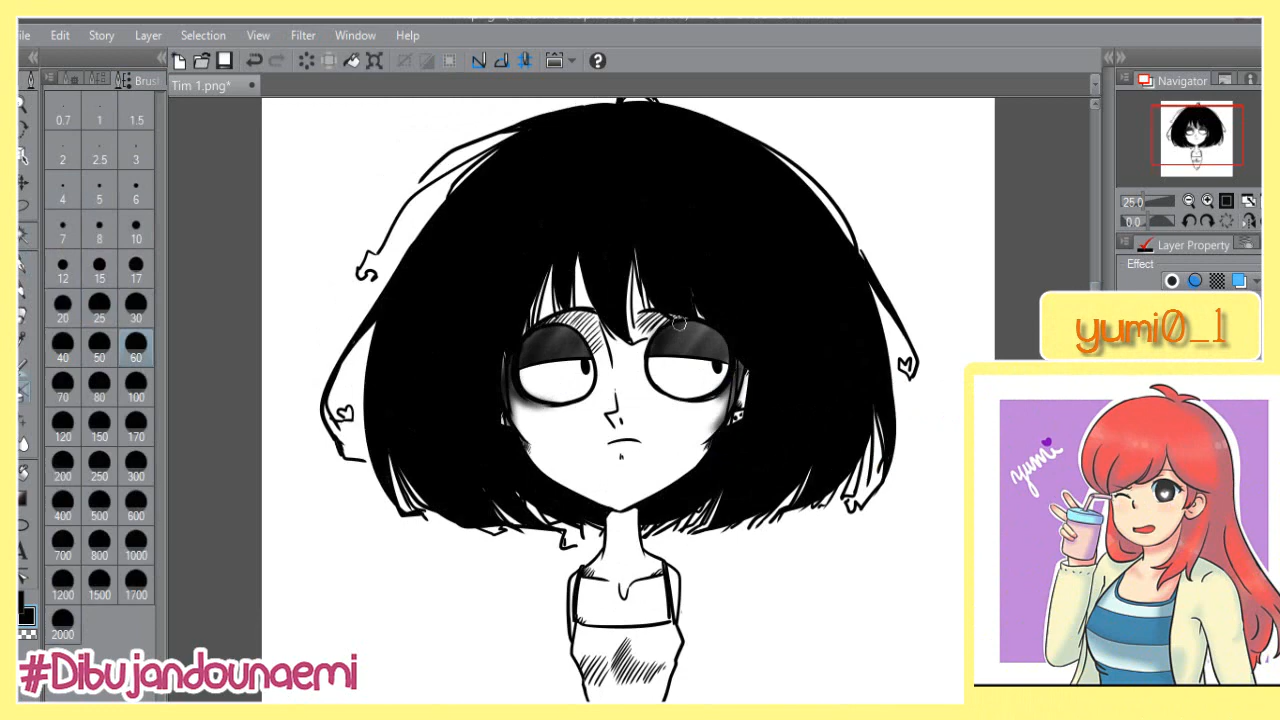 ile Edit Story Layer Selection View Filter Window Help
Brus
Tim 1.png*
Navigator
0.7 1 1.5
2 2.5 3
4 5 6
7 8 10
12 15 17
20 25 30
40 50 60
70 80 100
120 150 170
200 250 300
400 500 600
700 800 1000
1200 1500 1700
2000
25.0
0.0
Layer Property
Effect
yumi0_1
yumi
#Dibujandounaemi